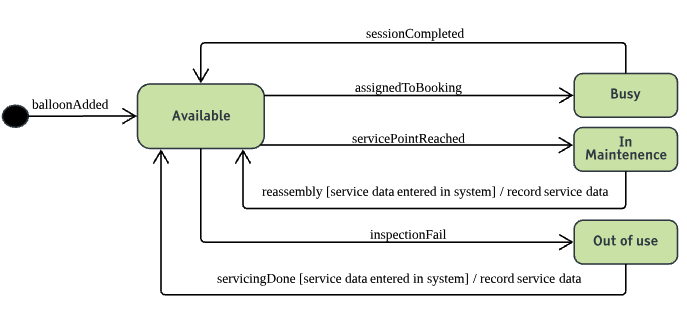 sessionCompleted
balloonAdded
Available
assignedToBooking
Busy
servicePointReached
In
Maintenence
reassembly [service data entered in system] / record service data
inspectionFail
Out of use
servicingDone [service data entered in system] / record service data